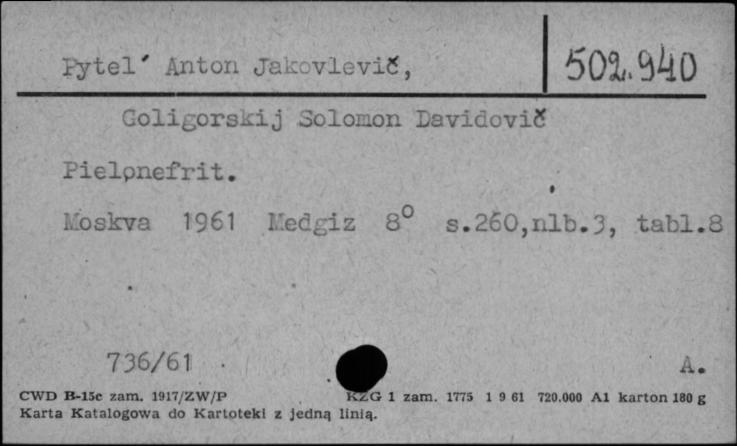 Pytel´ Anton Jakovlevič, 502.940
Goligorskij Solomon Davidovič
Pielonefrit.
Moskva 1961 Medgiz 8° s.260,nlb.3, tabl.8
736/61 A.
CWD B-15c zam. 1917/ZW/P KZG 1 zam. 1775 1 9 61 720.000 A1 karton 180 g
Karta Katalogowa do Kartoteki z jedną linią.